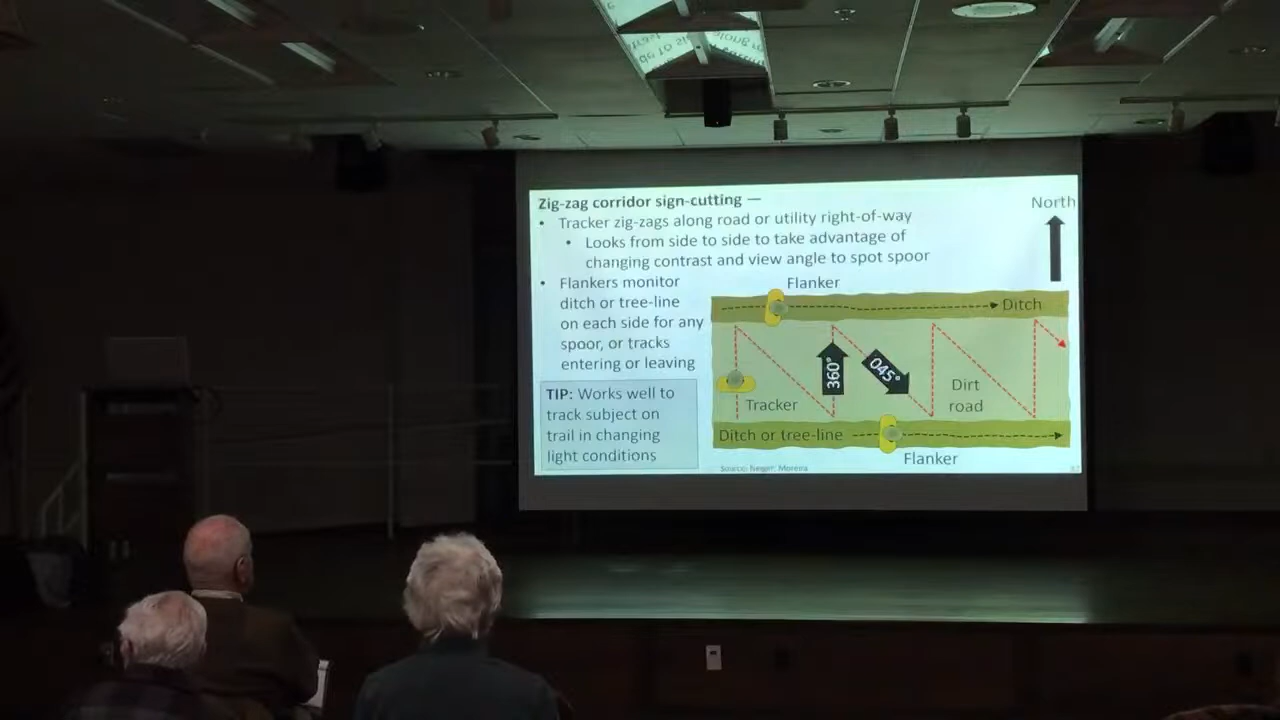 Zig-zag corridor sign-cutting —
• Tracker zig-zags along road or utility right-of-way
• Looks from side to side to take advantage of
changing contrast and view angle to spot spoor
• Flankers monitor
ditch or tree-line
on each side for any
spoor, or tracks
entering or leaving
TIP: Works well to
track subject on
trail in changing
light conditions
North
Flanker
Ditch
360°
045°
Tracker
Dirt
road
Ditch or tree-line
Flanker
Source: Neiger; Moreira